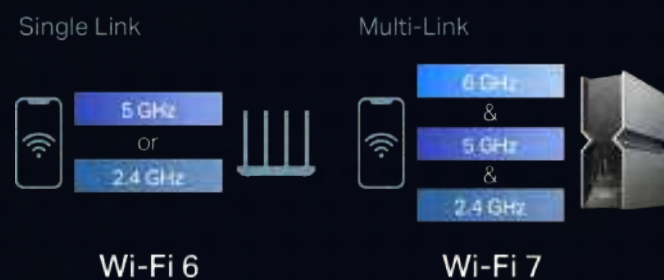 Single Link
5 GHz
or
2.4 GHz
Wi-Fi 6
Multi-Link
6 GHz
&
5 GHz
&
2.4 GHz
Wi-Fi 7